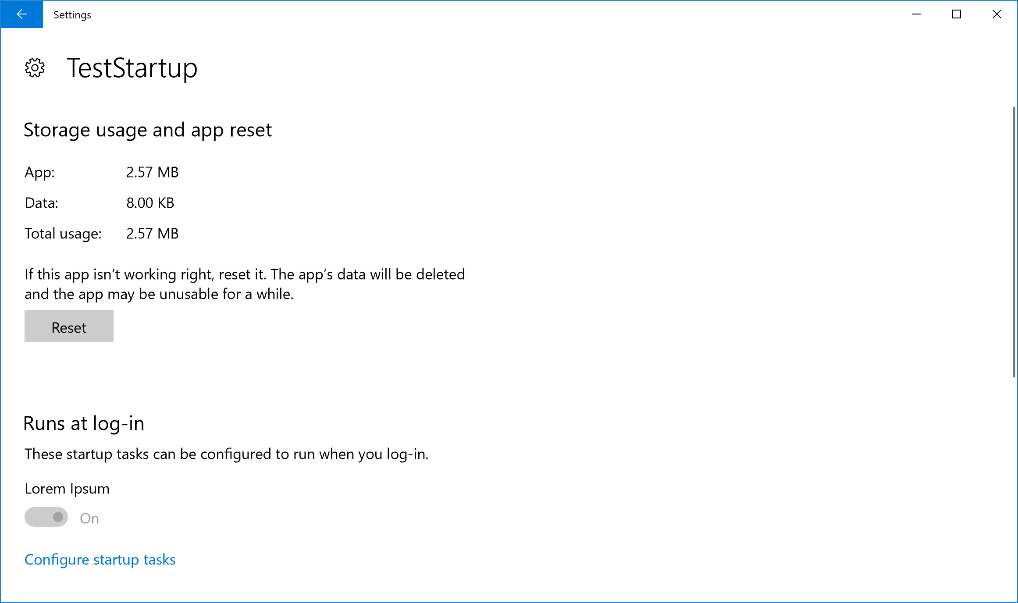 Settings
TestStartup
Storage usage and app reset
App: 2.57 MB
Data: 8.00 KB
Total usage: 2.57 MB
If this app isn’t working right, reset it. The app’s data will be deleted
and the app may be unusable for a while.
Reset
Runs at log-in
These startup tasks can be configured to run when you log-in.
Lorem Ipsum
On
Configure startup tasks